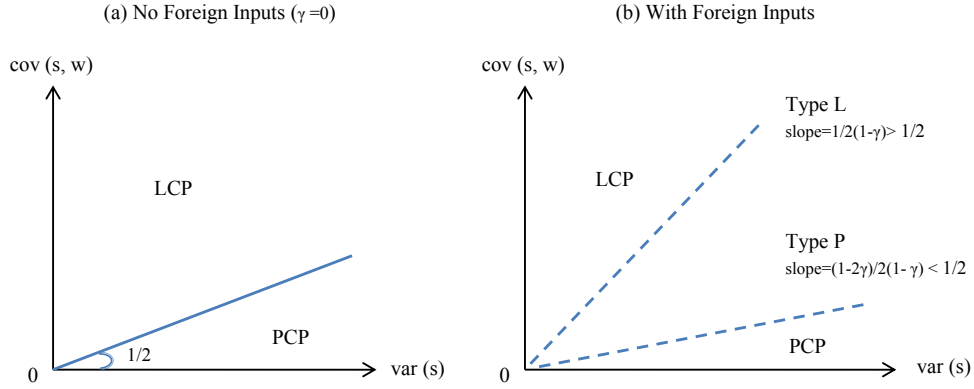 (a) No Foreign Inputs (γ =0)
cov (s, w)
LCP
PCP
1/2
0
var (s)
(b) With Foreign Inputs
cov (s, w)
Type L
slope=1/2(1-γ)> 1/2
LCP
Type P
slope=(1-2γ)/2(1- γ) < 1/2
PCP
0
var (s)